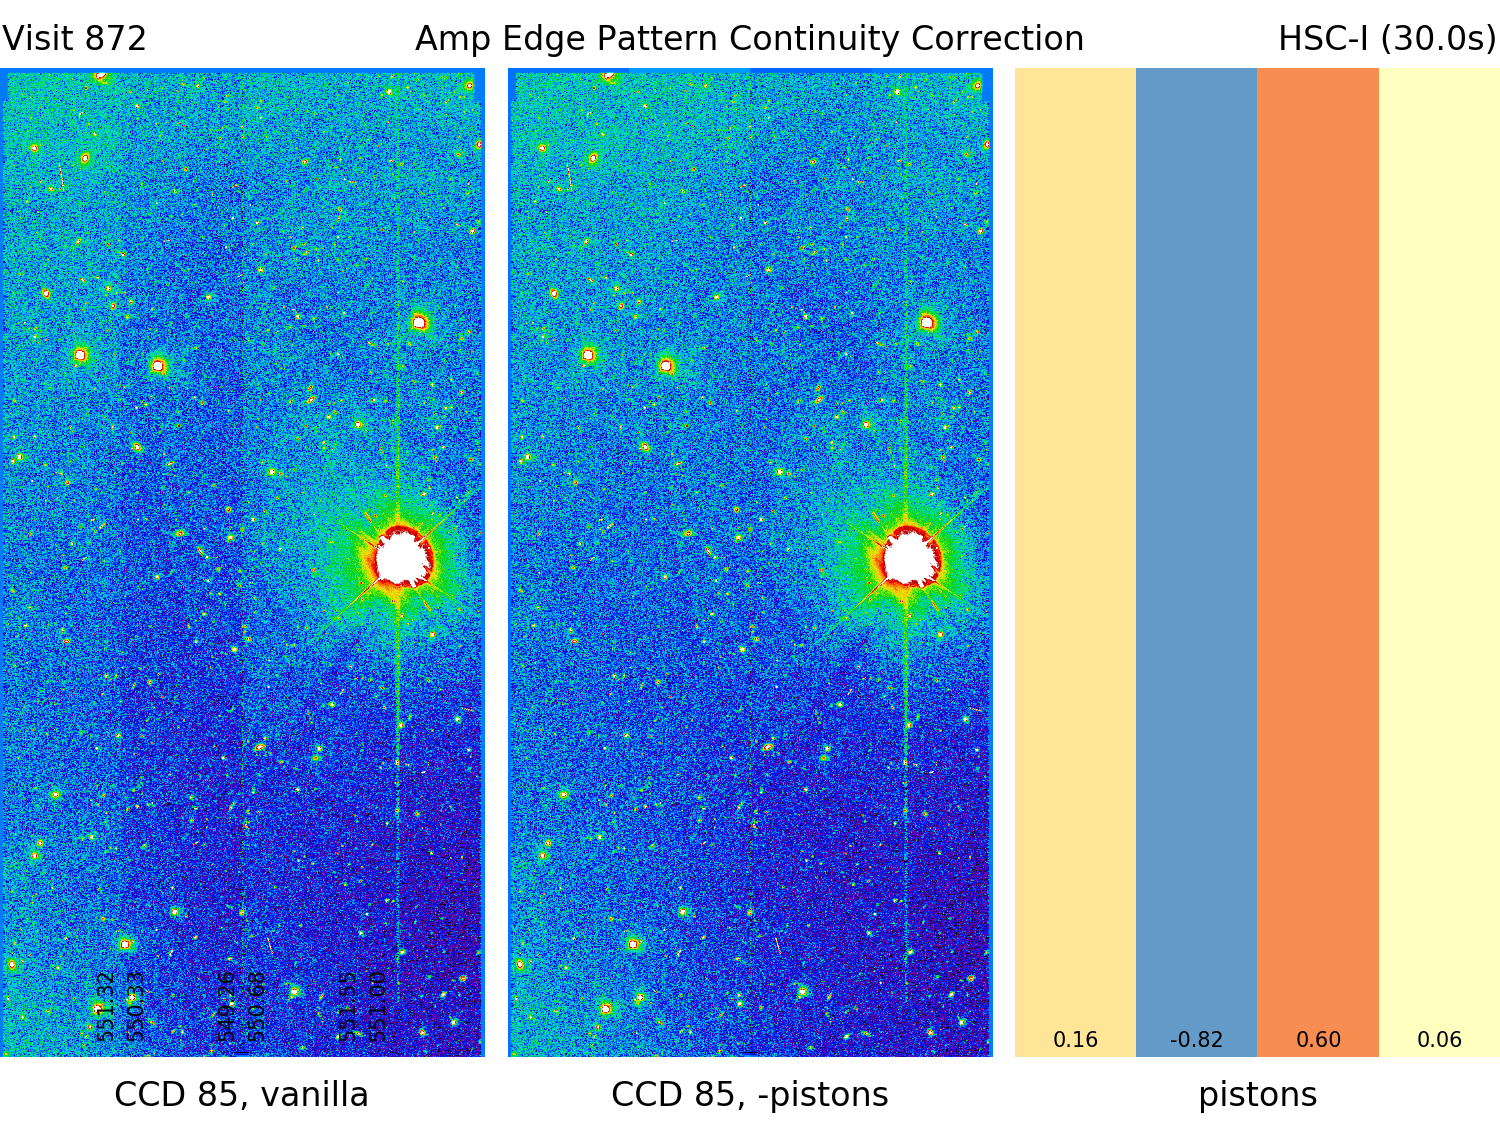 Visit 872 Amp Edge Pattern Continuity Correction HSC-I (30.0s)
551.32
550.33
549.26
550.68
551.55
551.00
0.16 -0.82 0.60 0.06
CCD 85, vanilla CCD 85, -pistons pistons